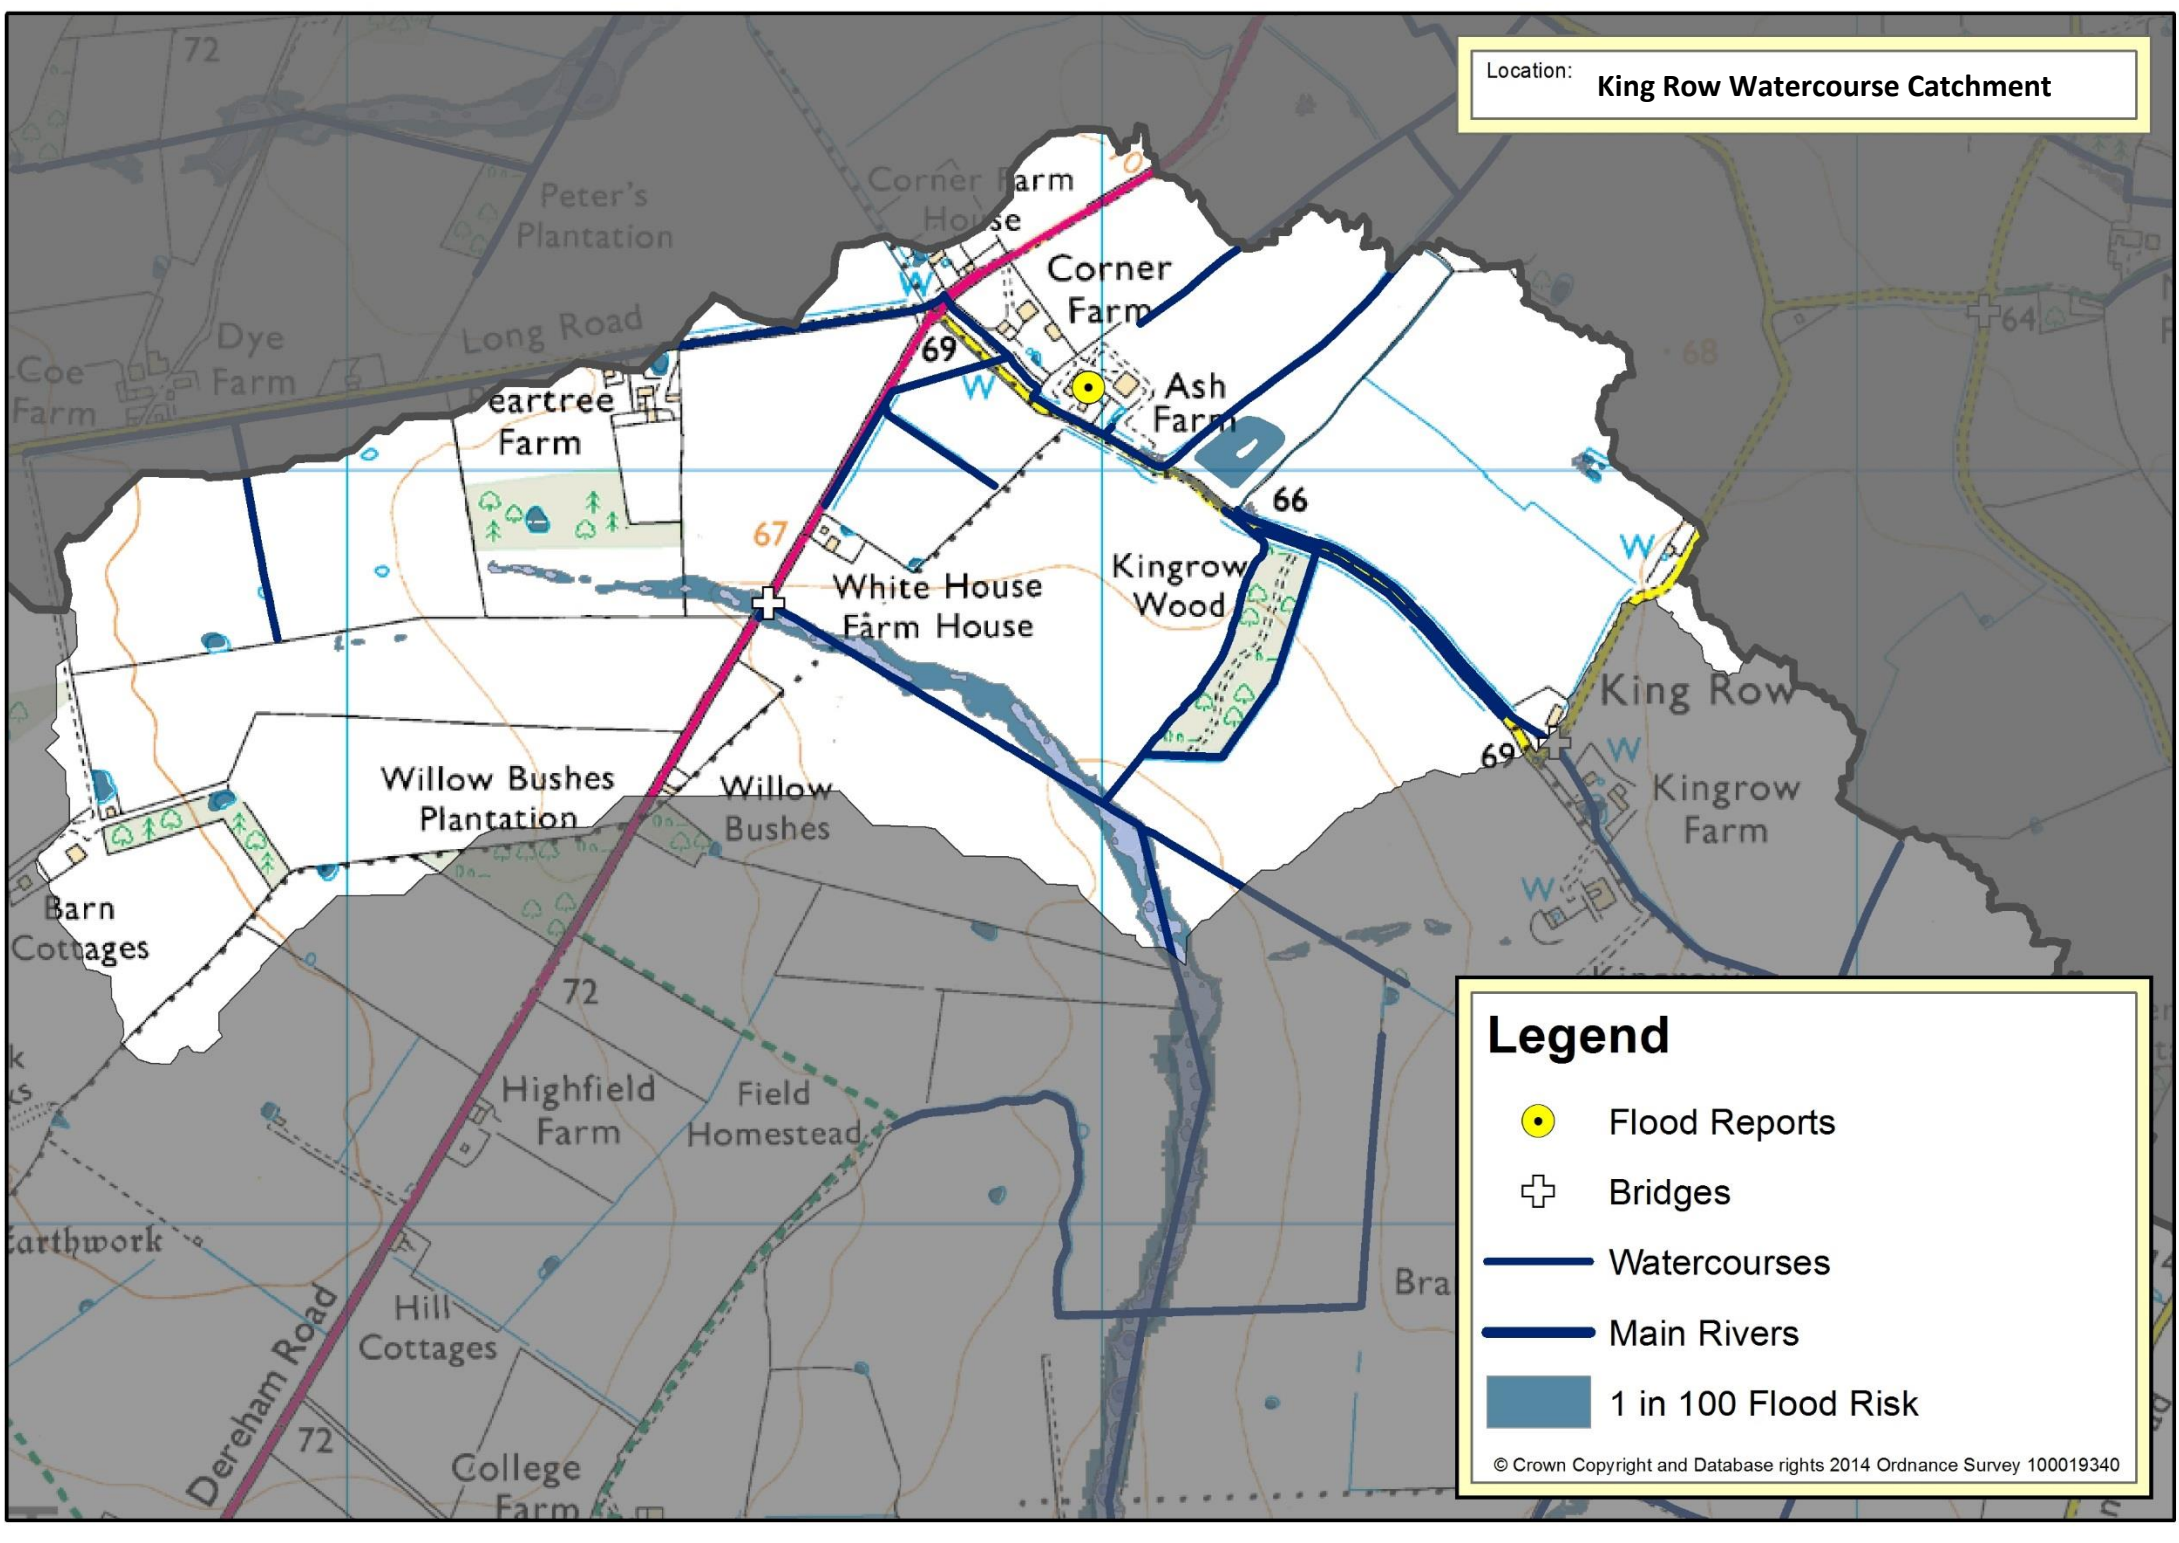 Location:
King Row Watercourse Catchment
72
Peter's
Plantation
Corner Farm
House
Corner
Farm
W
Long Road
Dye
Farm
Coe
Farm
69
W
Ash
Farm
68
64
eartree
Farm
66
67
White House
Farm House
Kingrow
Wood
W
King Row
W
69
Kingrow
Farm
Willow Bushes
Plantation
Willow
Bushes
W
Barn
Cottages
72
Highfield
Farm
Field
Homestead
Earthwork
Hill
Cottages
Bra
Dereham Road
72
College
Farm
Legend
Flood Reports
Bridges
Watercourses
Main Rivers
1 in 100 Flood Risk
© Crown Copyright and Database rights 2014 Ordnance Survey 100019340